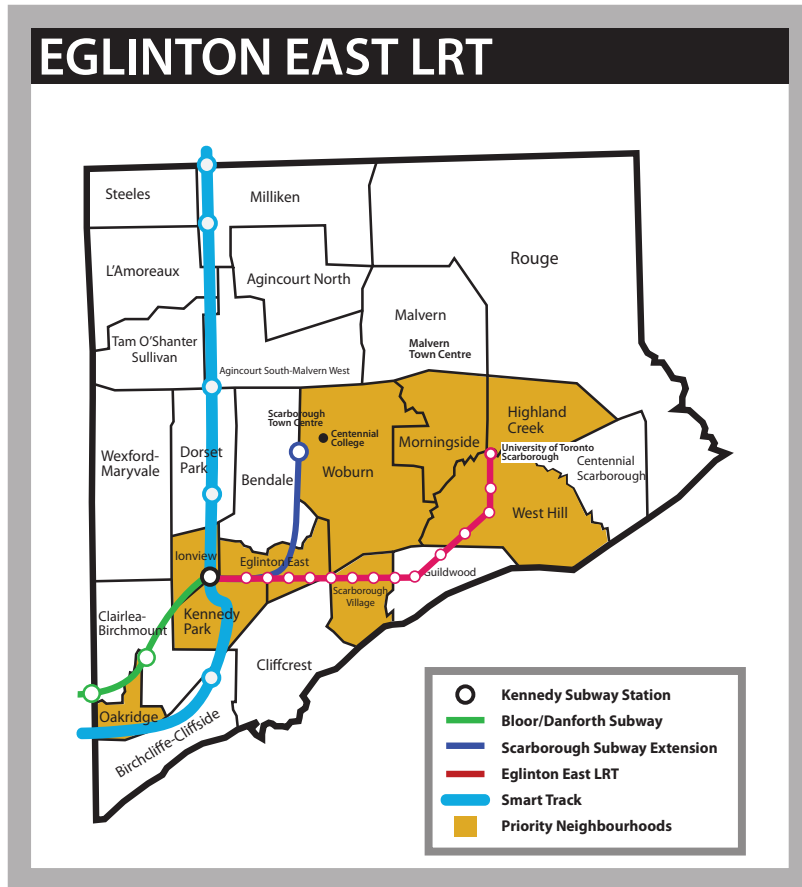 EGLINTON EAST LRT
Steeles
Milliken
Rouge
L'Amoreaux
Agincourt North
Malvern
Tam O'Shanter
Sullivan
Malvern
Town Centre
Agincourt South-Malvern West
Scarborough
Town Centre
Highland
Creek
Centennial
College
Morningside
University of Toronto
Scarborough
Wexford-
Maryvale
Dorset
Park
Bendale
Woburn
Centennial
Scarborough
West Hill
Ionview
Eglinton East
Guildwood
Scarborough
Village
Clairlea-
Birchmount
Kennedy
Park
Cliffcrest
Oakridge
Birchcliffe-Cliffside
Kennedy Subway Station
Bloor/Danforth Subway
Scarborough Subway Extension
Eglinton East LRT
Smart Track
Priority Neighbourhoods